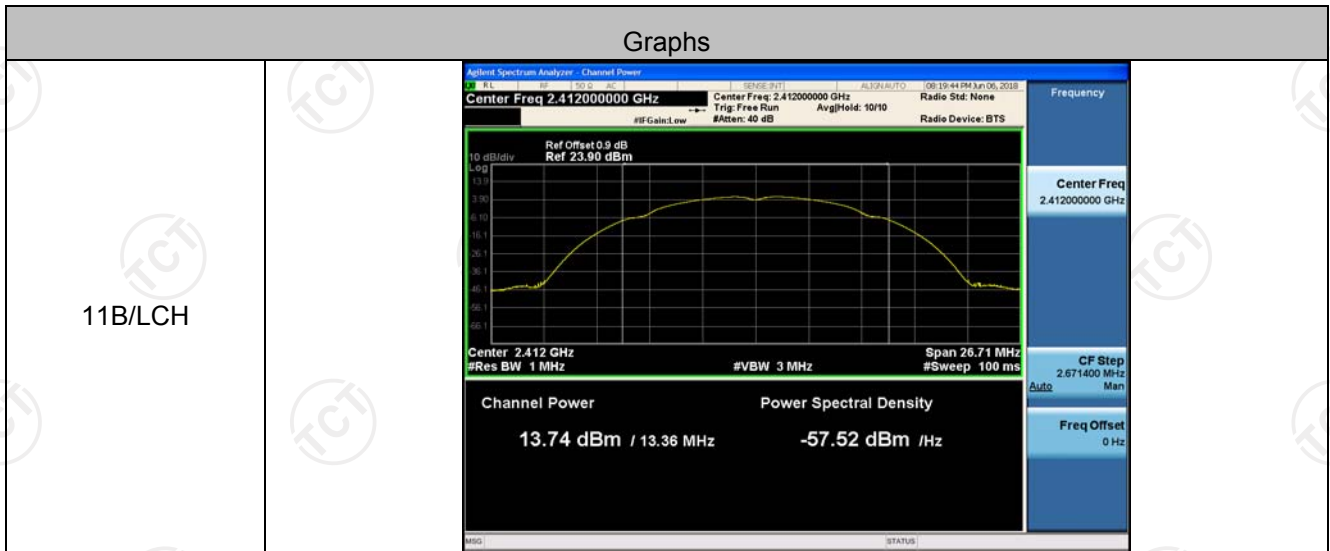 Graphs
11B/LCH
Agilent Spectrum Analyzer - Channel Power
RL RF 50 Ω AC SENSE:INT ALIGN AUTO 08:19:44 PM Jun 06, 2018
Center Freq 2.412000000 GHz
Center Freq: 2.412000000 GHz
Radio Std: None
Trig: Free Run Avg|Hold: 10/10
#IFGain:Low #Atten: 40 dB Radio Device: BTS
Ref Offset 0.9 dB
10 dB/div Ref 23.90 dBm
Log
13.9
3.90
-6.10
-16.1
-26.1
-36.1
-46.1
-56.1
-66.1
Center 2.412 GHz Span 26.71 MHz
#Res BW 1 MHz #VBW 3 MHz #Sweep 100 ms
Channel Power Power Spectral Density
13.74 dBm / 13.36 MHz -57.52 dBm /Hz
MSG STATUS
Frequency
Center Freq
2.412000000 GHz
CF Step
2.671400 MHz
Auto Man
Freq Offset
0 Hz
TCT
TCT
TCT
TCT
TCT
TCT